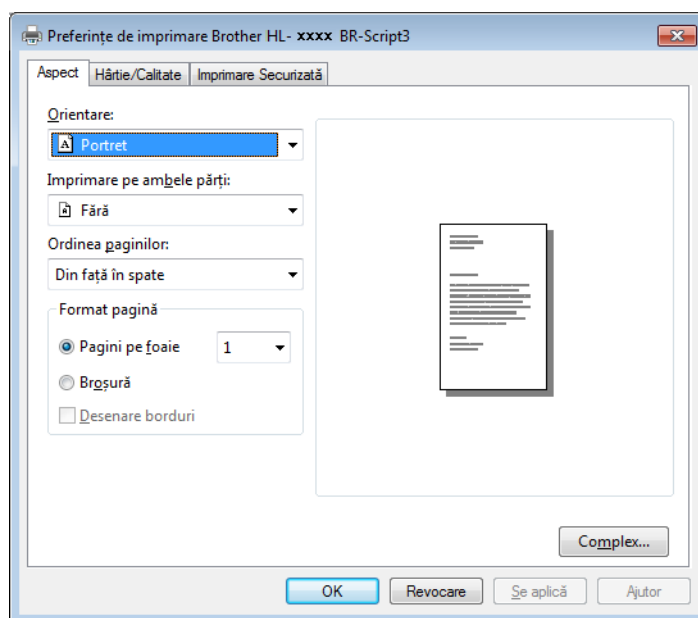 Preferințe de imprimare Brother HL- xxxx BR-Script3
Aspect Hârtie/Calitate Imprimare Securizată
Orientare:
Portret
Imprimare pe ambele părți:
Fără
Ordinea paginilor:
Din față în spate
Format pagină
Pagini pe foaie 1
Broșură
Desenare borduri
Complex...
OK Revocare Se aplică Ajutor